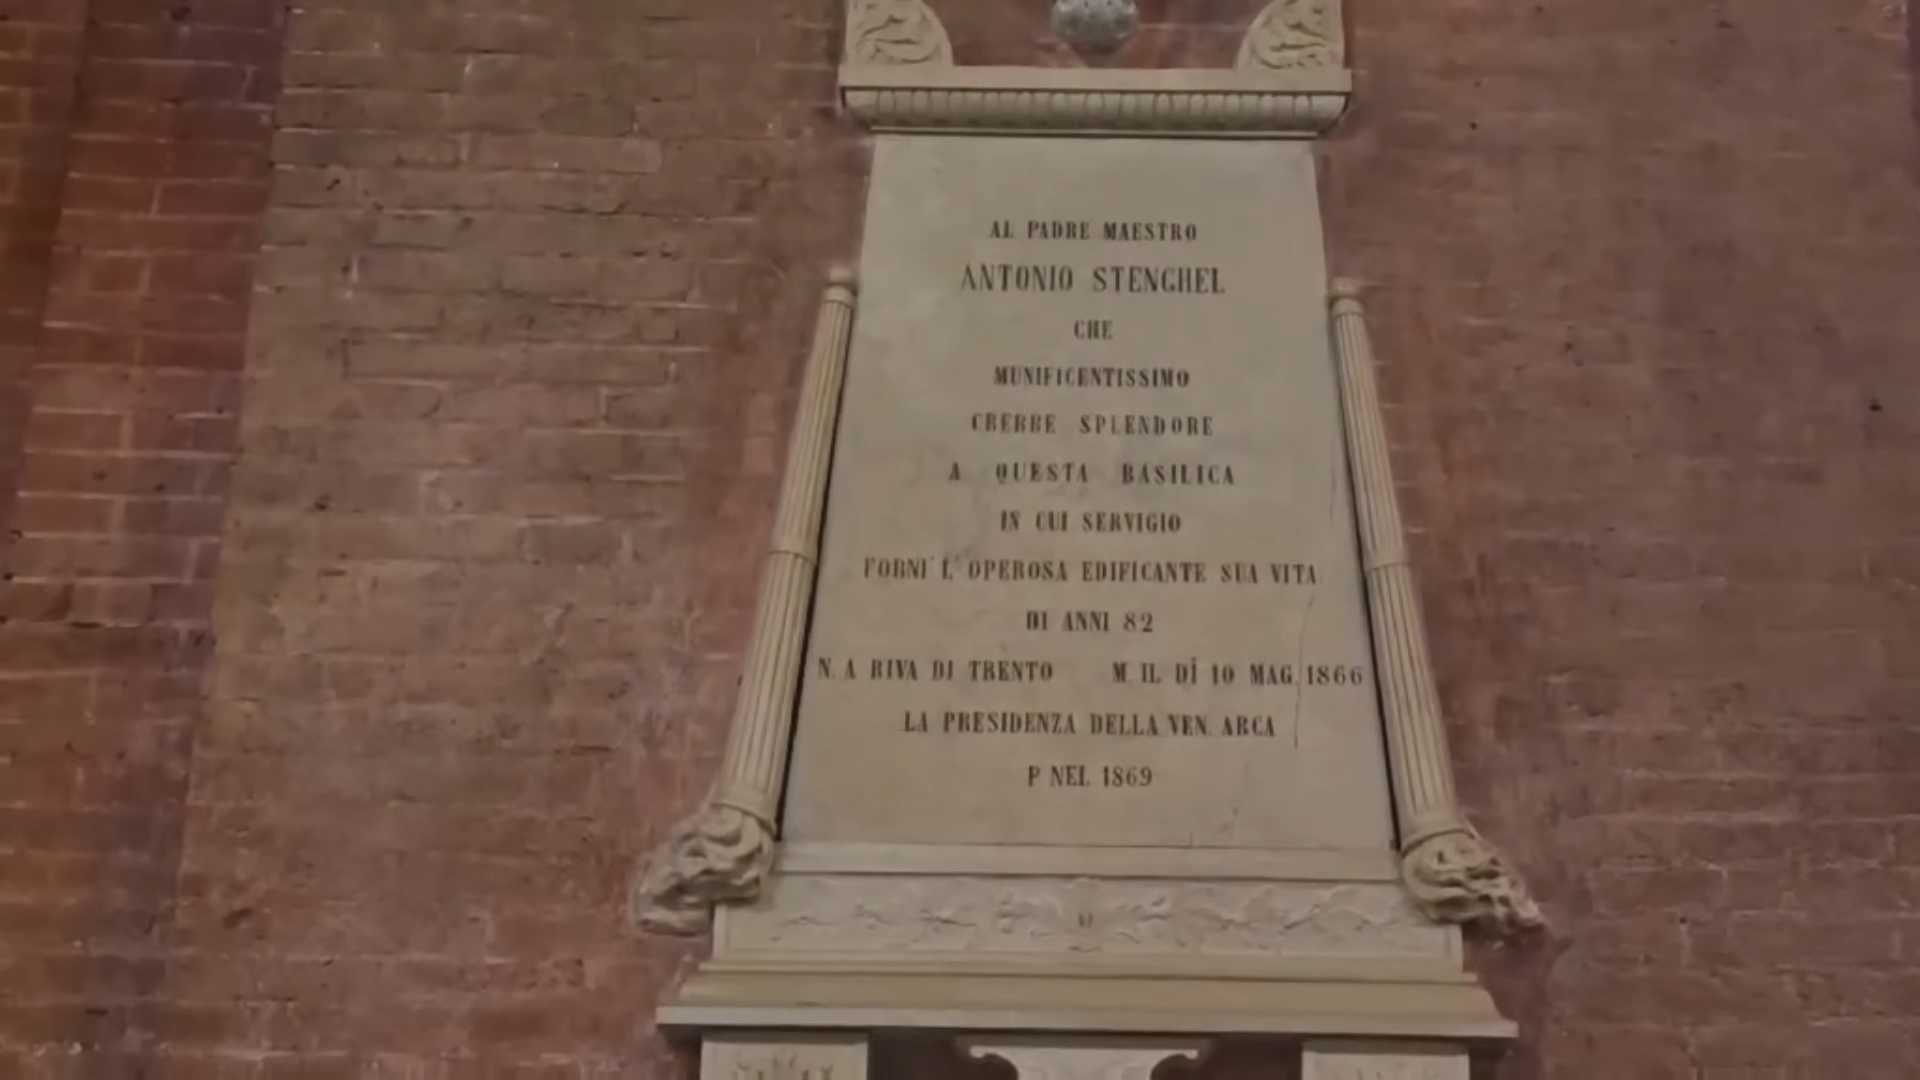 AL PADRE MAESTRO
ANTONIO STENGHEL
CHE
MUNIFICENTISSIMO
CREBBE SPLENDORE
A QUESTA BASILICA
IN CUI SERVIGIO
FORNI' L' OPEROSA EDIFICANTE SUA VITA
DI ANNI 82
N. A RIVA DI TRENTO M. IL DÌ 10 MAG. 1866
LA PRESIDENZA DELLA VEN. ARCA
P NEL 1869